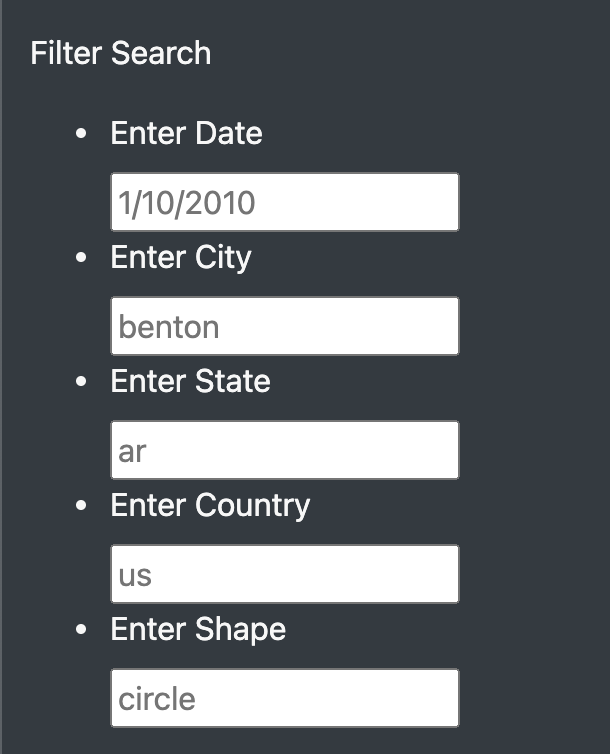 Filter Search
• Enter Date
1/10/2010
• Enter City
benton
• Enter State
ar
• Enter Country
us
• Enter Shape
circle